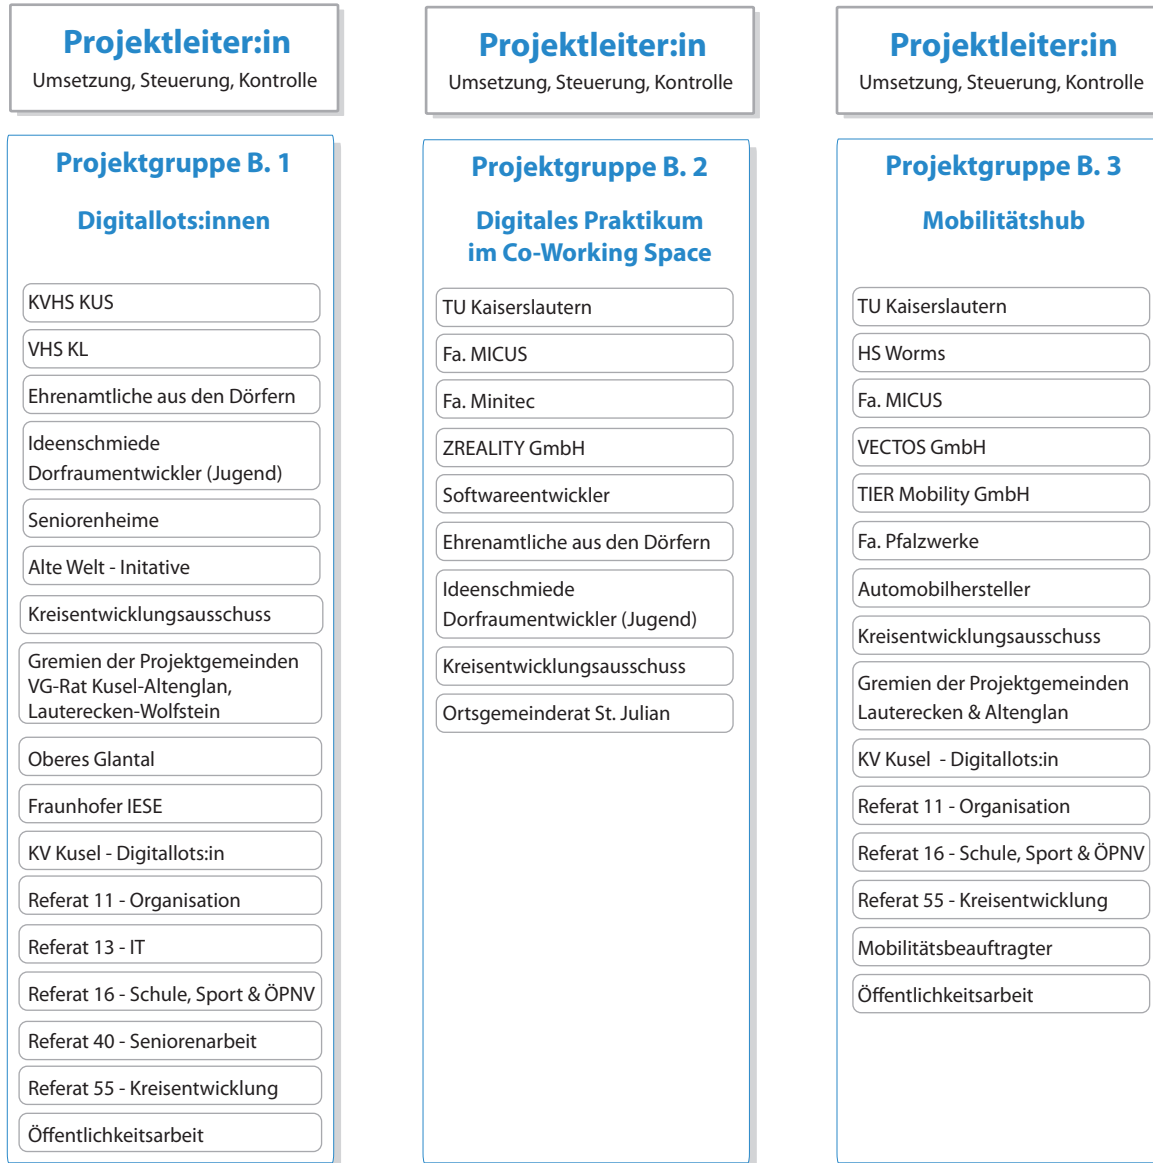 Projektleiter:in
Umsetzung, Steuerung, Kontrolle
Projektgruppe B. 1
Digitallots:innen
KVHS KUS
VHS KL
Ehrenamtliche aus den Dörfern
Ideenschmiede
Dorfraumentwickler (Jugend)
Seniorenheime
Alte Welt - Initative
Kreisentwicklungsausschuss
Gremien der Projektgemeinden
VG-Rat Kusel-Altenglan,
Lauterecken-Wolfstein
Oberes Glantal
Fraunhofer IESE
KV Kusel - Digitallots:in
Referat 11 - Organisation
Referat 13 - IT
Referat 16 - Schule, Sport & ÖPNV
Referat 40 - Seniorenarbeit
Referat 55 - Kreisentwicklung
Öffentlichkeitsarbeit
Projektleiter:in
Umsetzung, Steuerung, Kontrolle
Projektgruppe B. 2
Digitales Praktikum
im Co-Working Space
TU Kaiserslautern
Fa. MICUS
Fa. Minitec
ZREALITY GmbH
Softwareentwickler
Ehrenamtliche aus den Dörfern
Ideenschmiede
Dorfraumentwickler (Jugend)
Kreisentwicklungsausschuss
Ortsgemeinderat St. Julian
Projektleiter:in
Umsetzung, Steuerung, Kontrolle
Projektgruppe B. 3
Mobilitätshub
TU Kaiserslautern
HS Worms
Fa. MICUS
VECTOS GmbH
TIER Mobility GmbH
Fa. Pfalzwerke
Automobilhersteller
Kreisentwicklungsausschuss
Gremien der Projektgemeinden
Lauterecken & Altenglan
KV Kusel  - Digitallots:in
Referat 11 - Organisation
Referat 16 - Schule, Sport & ÖPNV
Referat 55 - Kreisentwicklung
Mobilitätsbeauftragter
Öffentlichkeitsarbeit